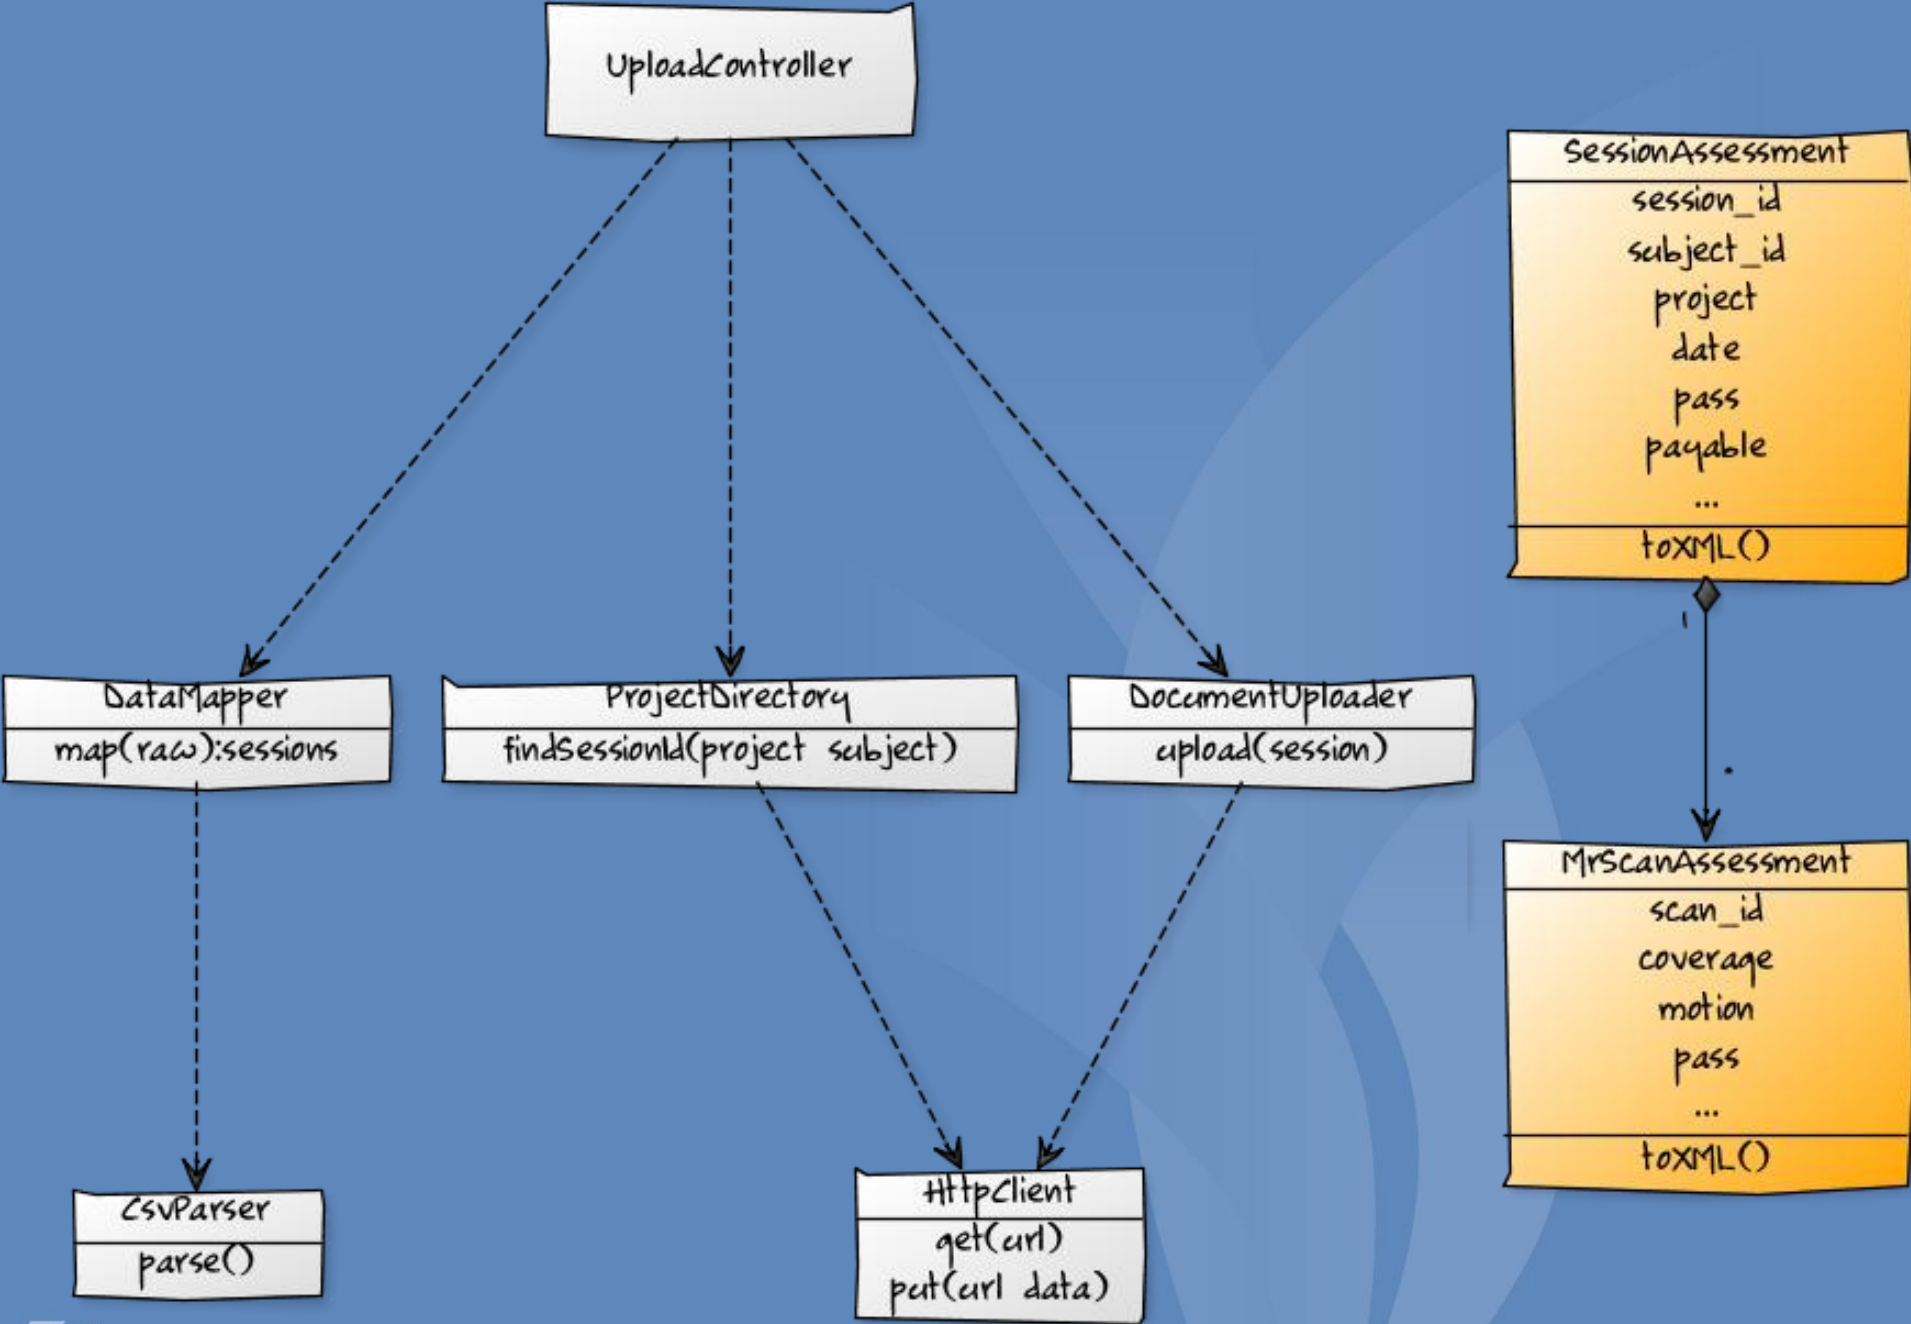 UploadController
SessionAssessment
session_id
subject_id
project
date
pass
payable
...
toXML()
1
*
DataMapper
map(raw):sessions
ProjectDirectory
findSessionId(project subject)
DocumentUploader
upload(session)
MrScanAssessment
scan_id
coverage
motion
pass
...
toXML()
CsvParser
parse()
HttpClient
get(url)
put(url data)